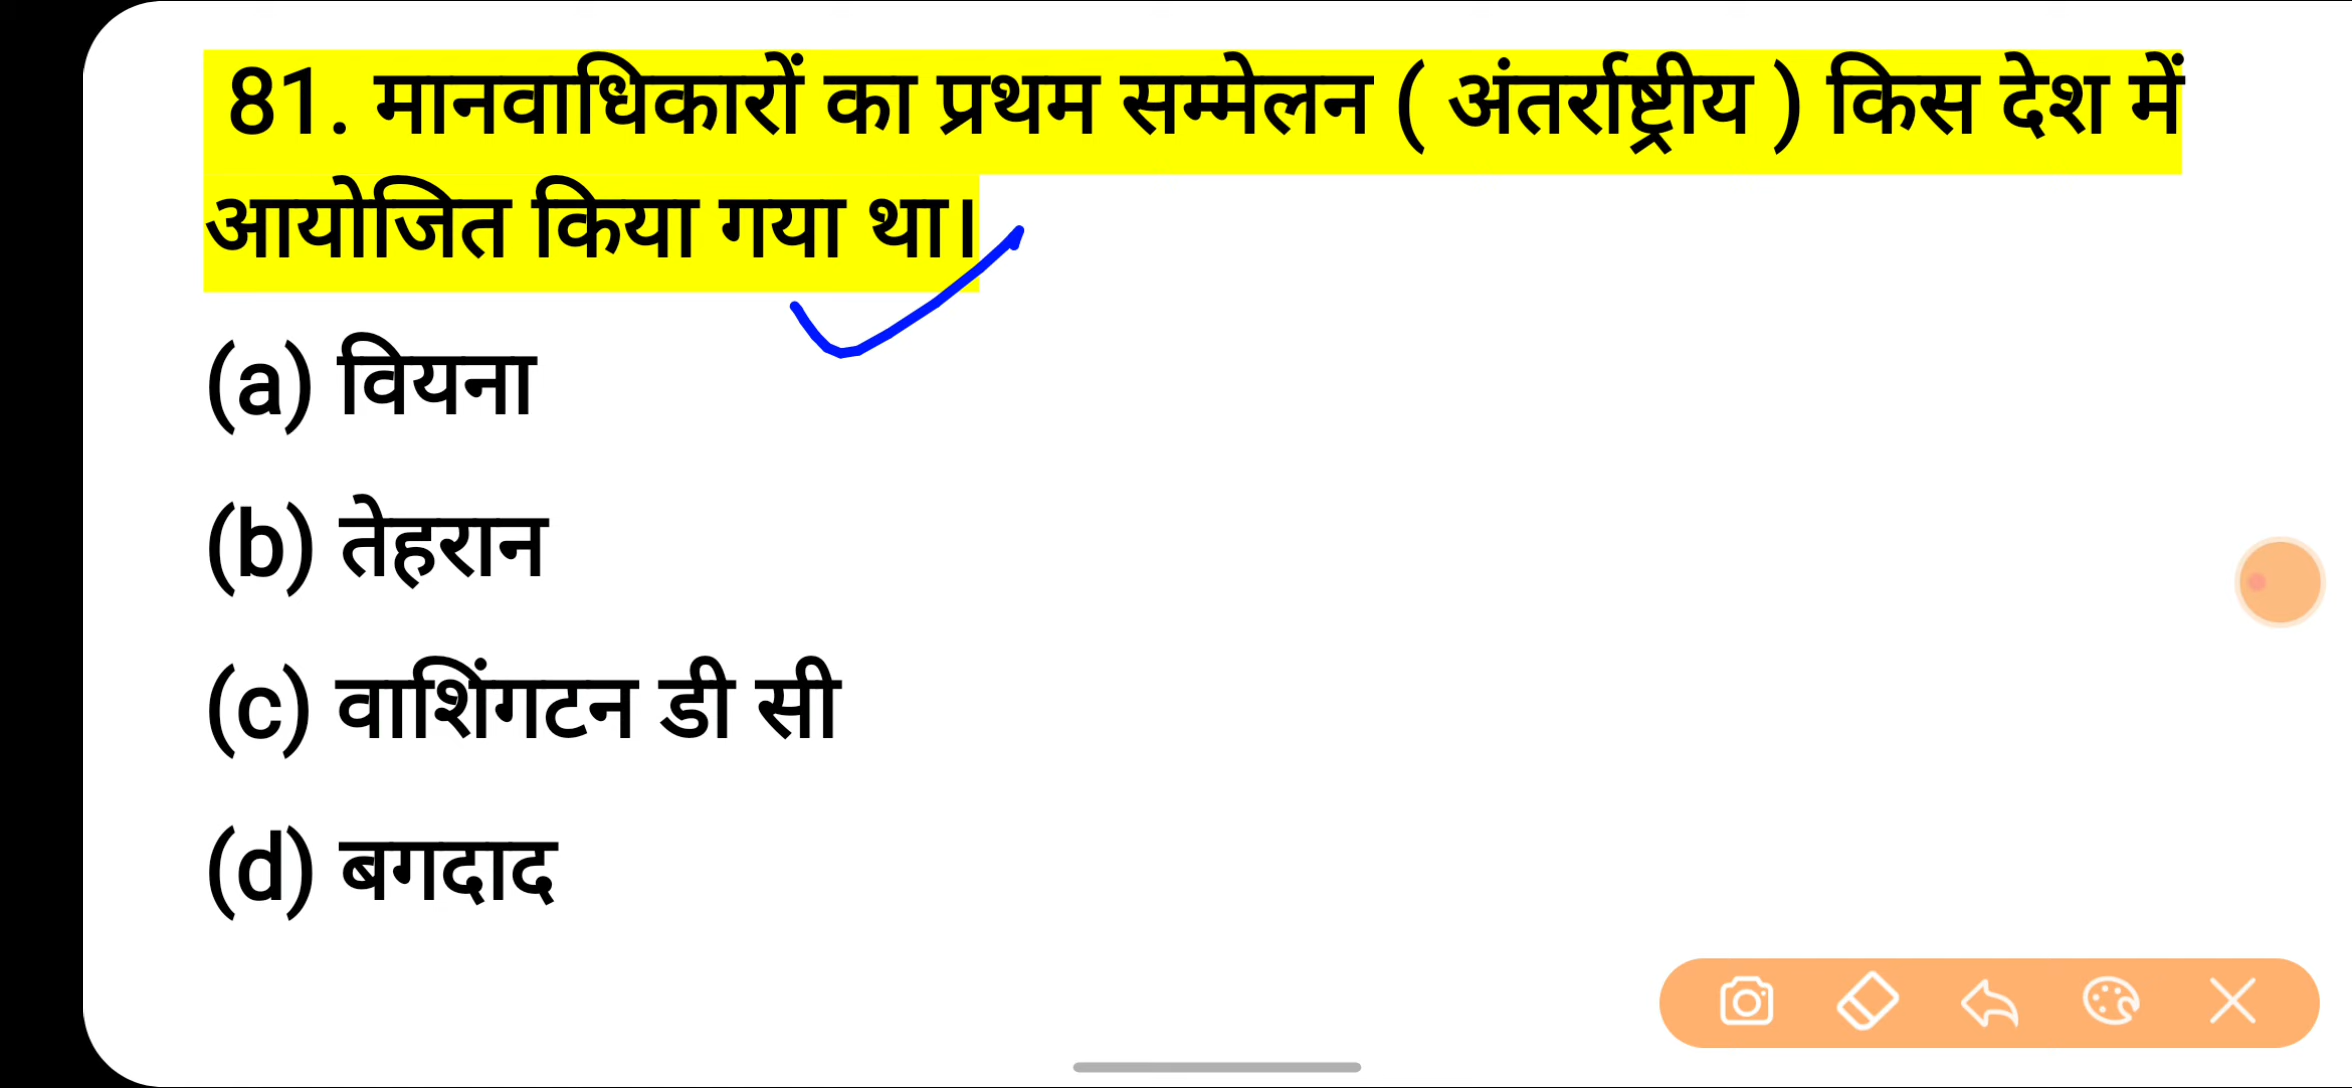 81. मानवाधिकारों का प्रथम सम्मेलन ( अंतर्राष्ट्रीय ) किस देश में
आयोजित किया गया था।
(a) वियना
(b) तेहरान
(c) वाशिंगटन डी सी
(d) बगदाद